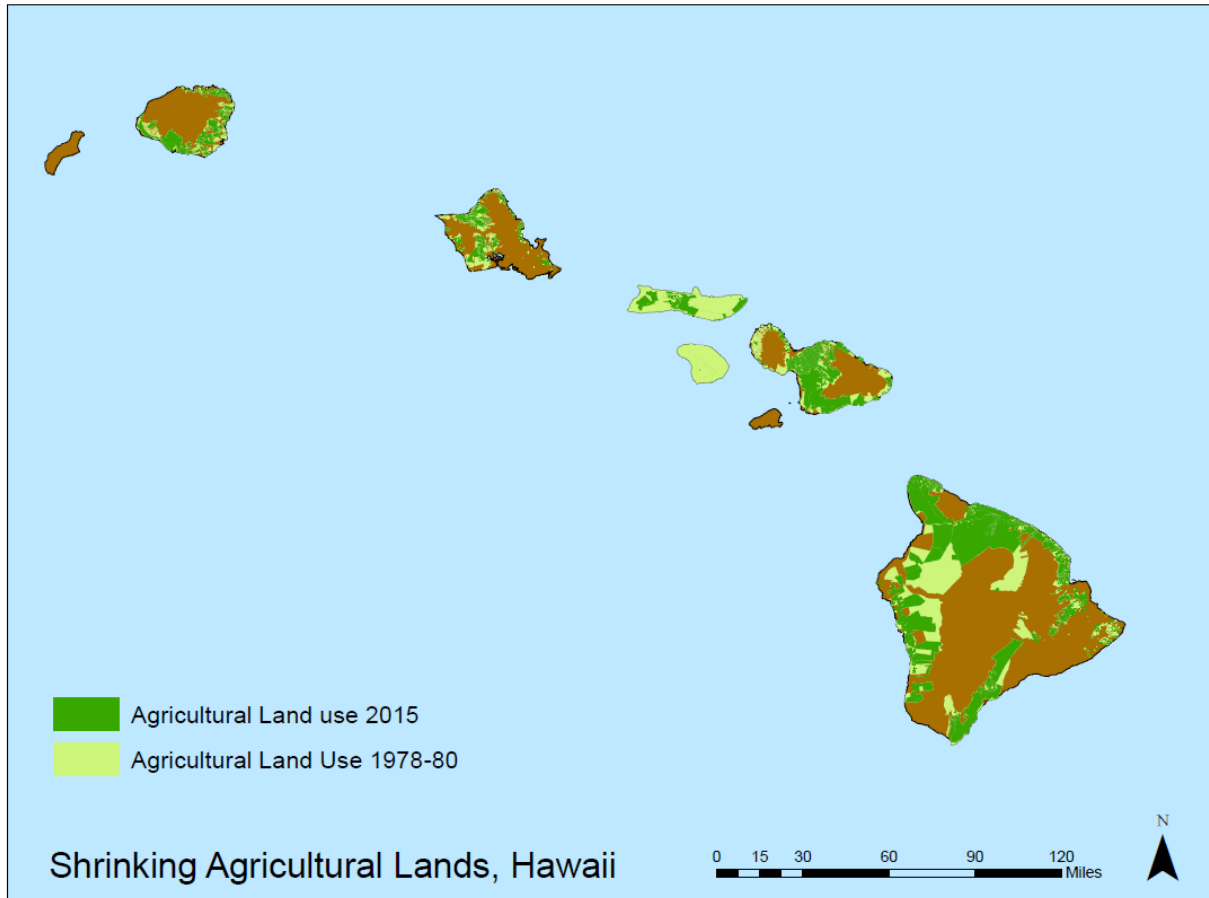 Agricultural Land use 2015
Agricultural Land Use 1978-80
Shrinking Agricultural Lands, Hawaii
0 15 30 60 90 120
Miles
N